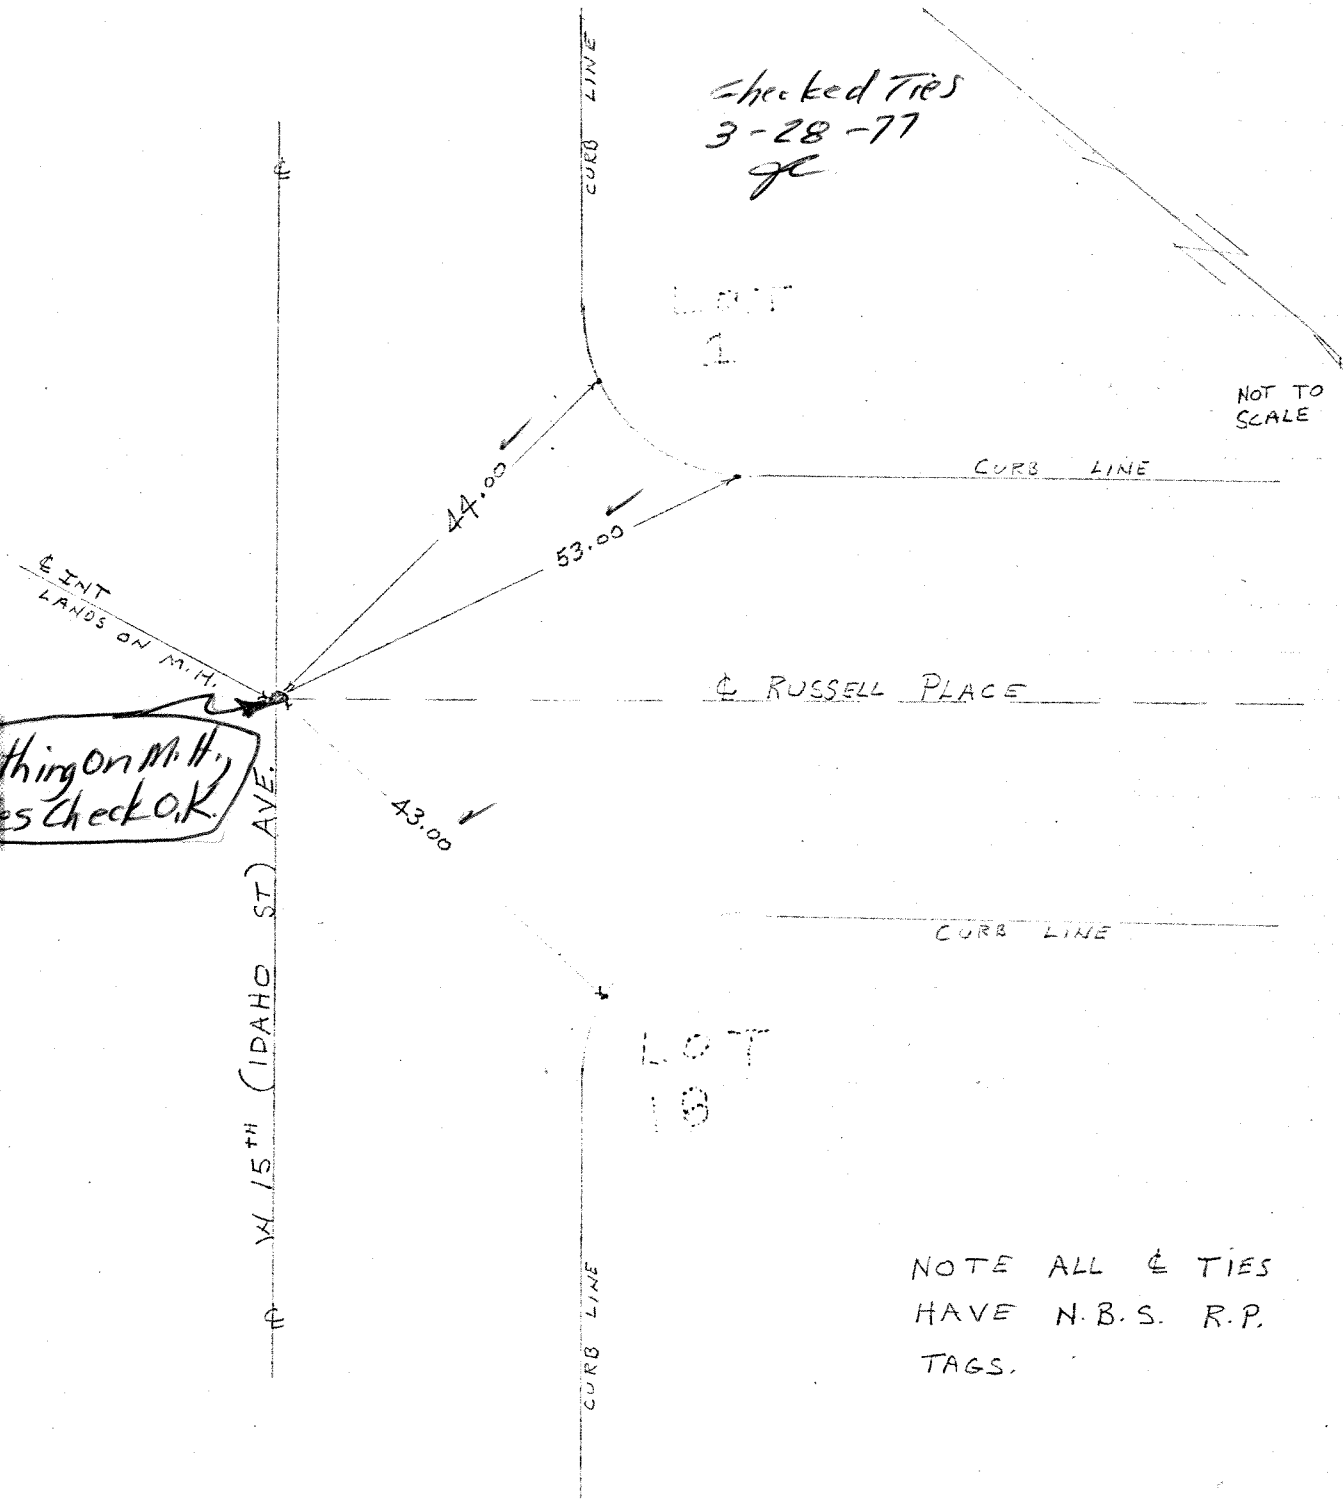 CURB LINE
Checked Ties
3-28-77
℄
LOT
1
NOT TO
SCALE
44.00
CURB LINE
53.00
℄ INT
LANDS ON M.H.
℄ RUSSELL PLACE
thing On M.H.,
es Check O.K.
43.00
W 15TH (IDAHO ST) AVE.
CURB LINE
LOT
18
NOTE ALL ℄ TIES
HAVE N.B.S. R.P.
TAGS.
℄
CURB LINE